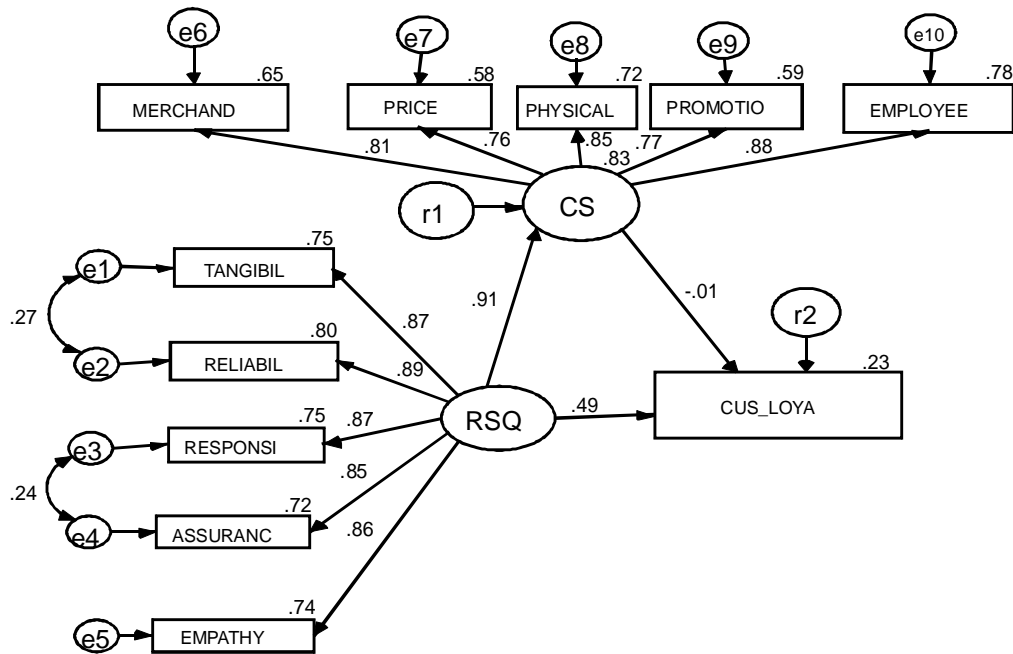 e6
e7
e8
e9
e10
.65
.58
.72
.59
.78
MERCHAND
PRICE
PHYSICAL
PROMOTIO
EMPLOYEE
.81
.76
.85
.77
.88
.83
r1
CS
.75
e1
TANGIBIL
.27
.91
-.01
r2
.87
.80
e2
RELIABIL
.89
.23
CUS_LOYA
RSQ
.49
.75
e3
RESPONSI
.87
.24
.85
.72
e4
ASSURANC
.86
.74
e5
EMPATHY